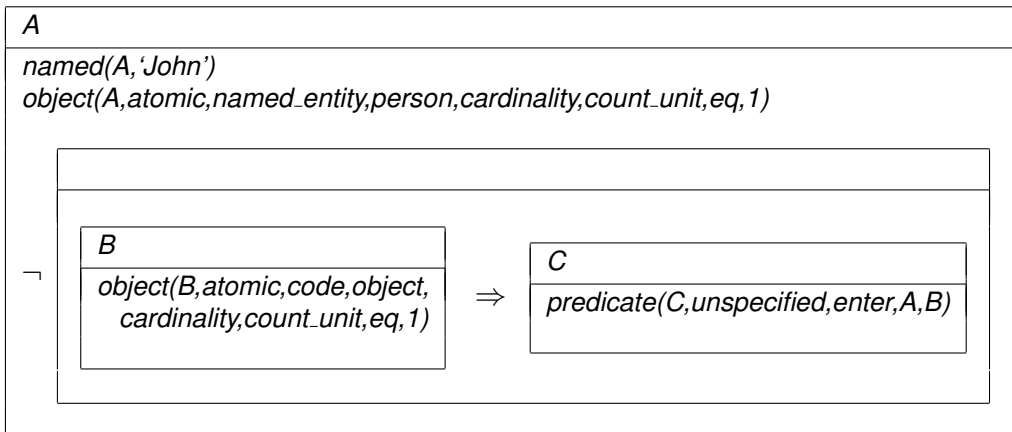 A
named(A,‘John’)
object(A,atomic,named_entity,person,cardinality,count_unit,eq,1)
¬
B
object(B,atomic,code,object,
cardinality,count_unit,eq,1)
⇒
C
predicate(C,unspecified,enter,A,B)